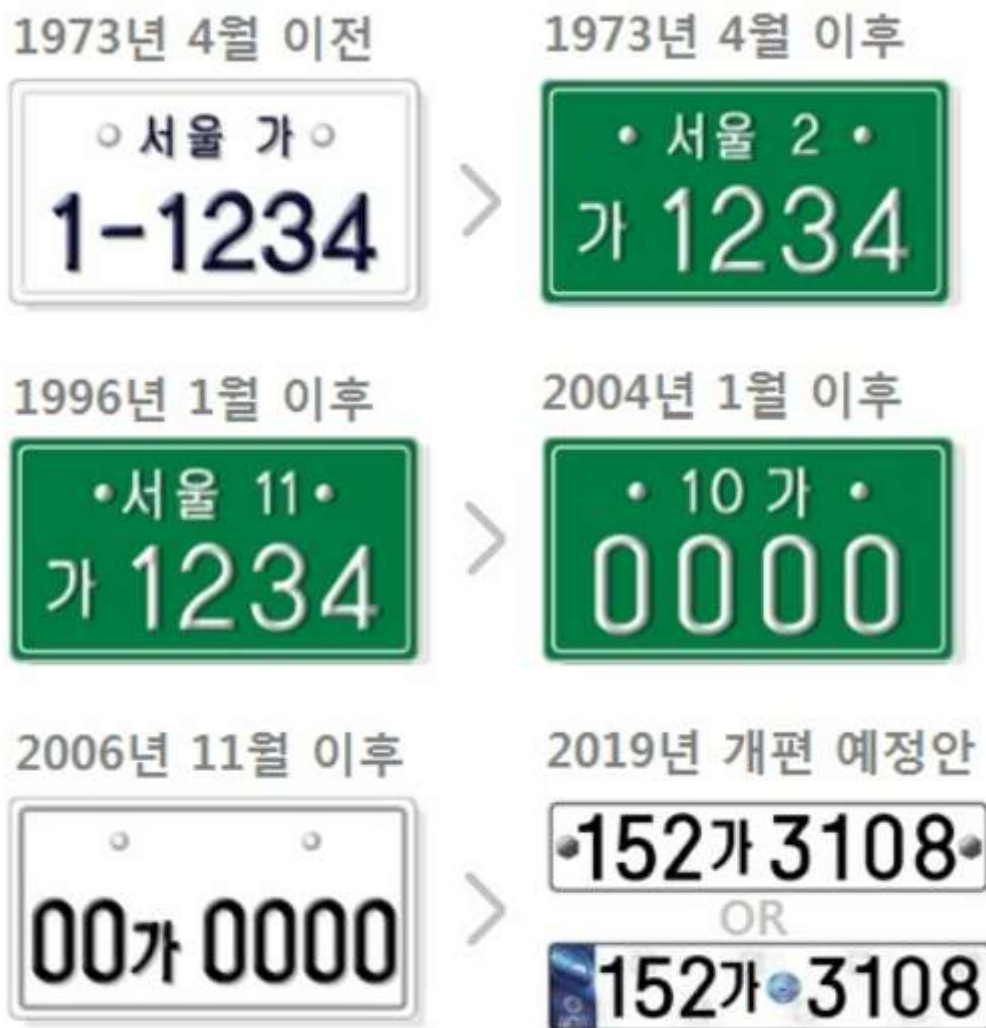 1973년 4월 이전
1973년 4월 이후
서울 가
1-1234
서울 2
가 1234
1996년 1월 이후
2004년 1월 이후
서울 11
가 1234
10 가
0000
2006년 11월 이후
2019년 개편 예정안
00가 0000
152가 3108
OR
152가 3108